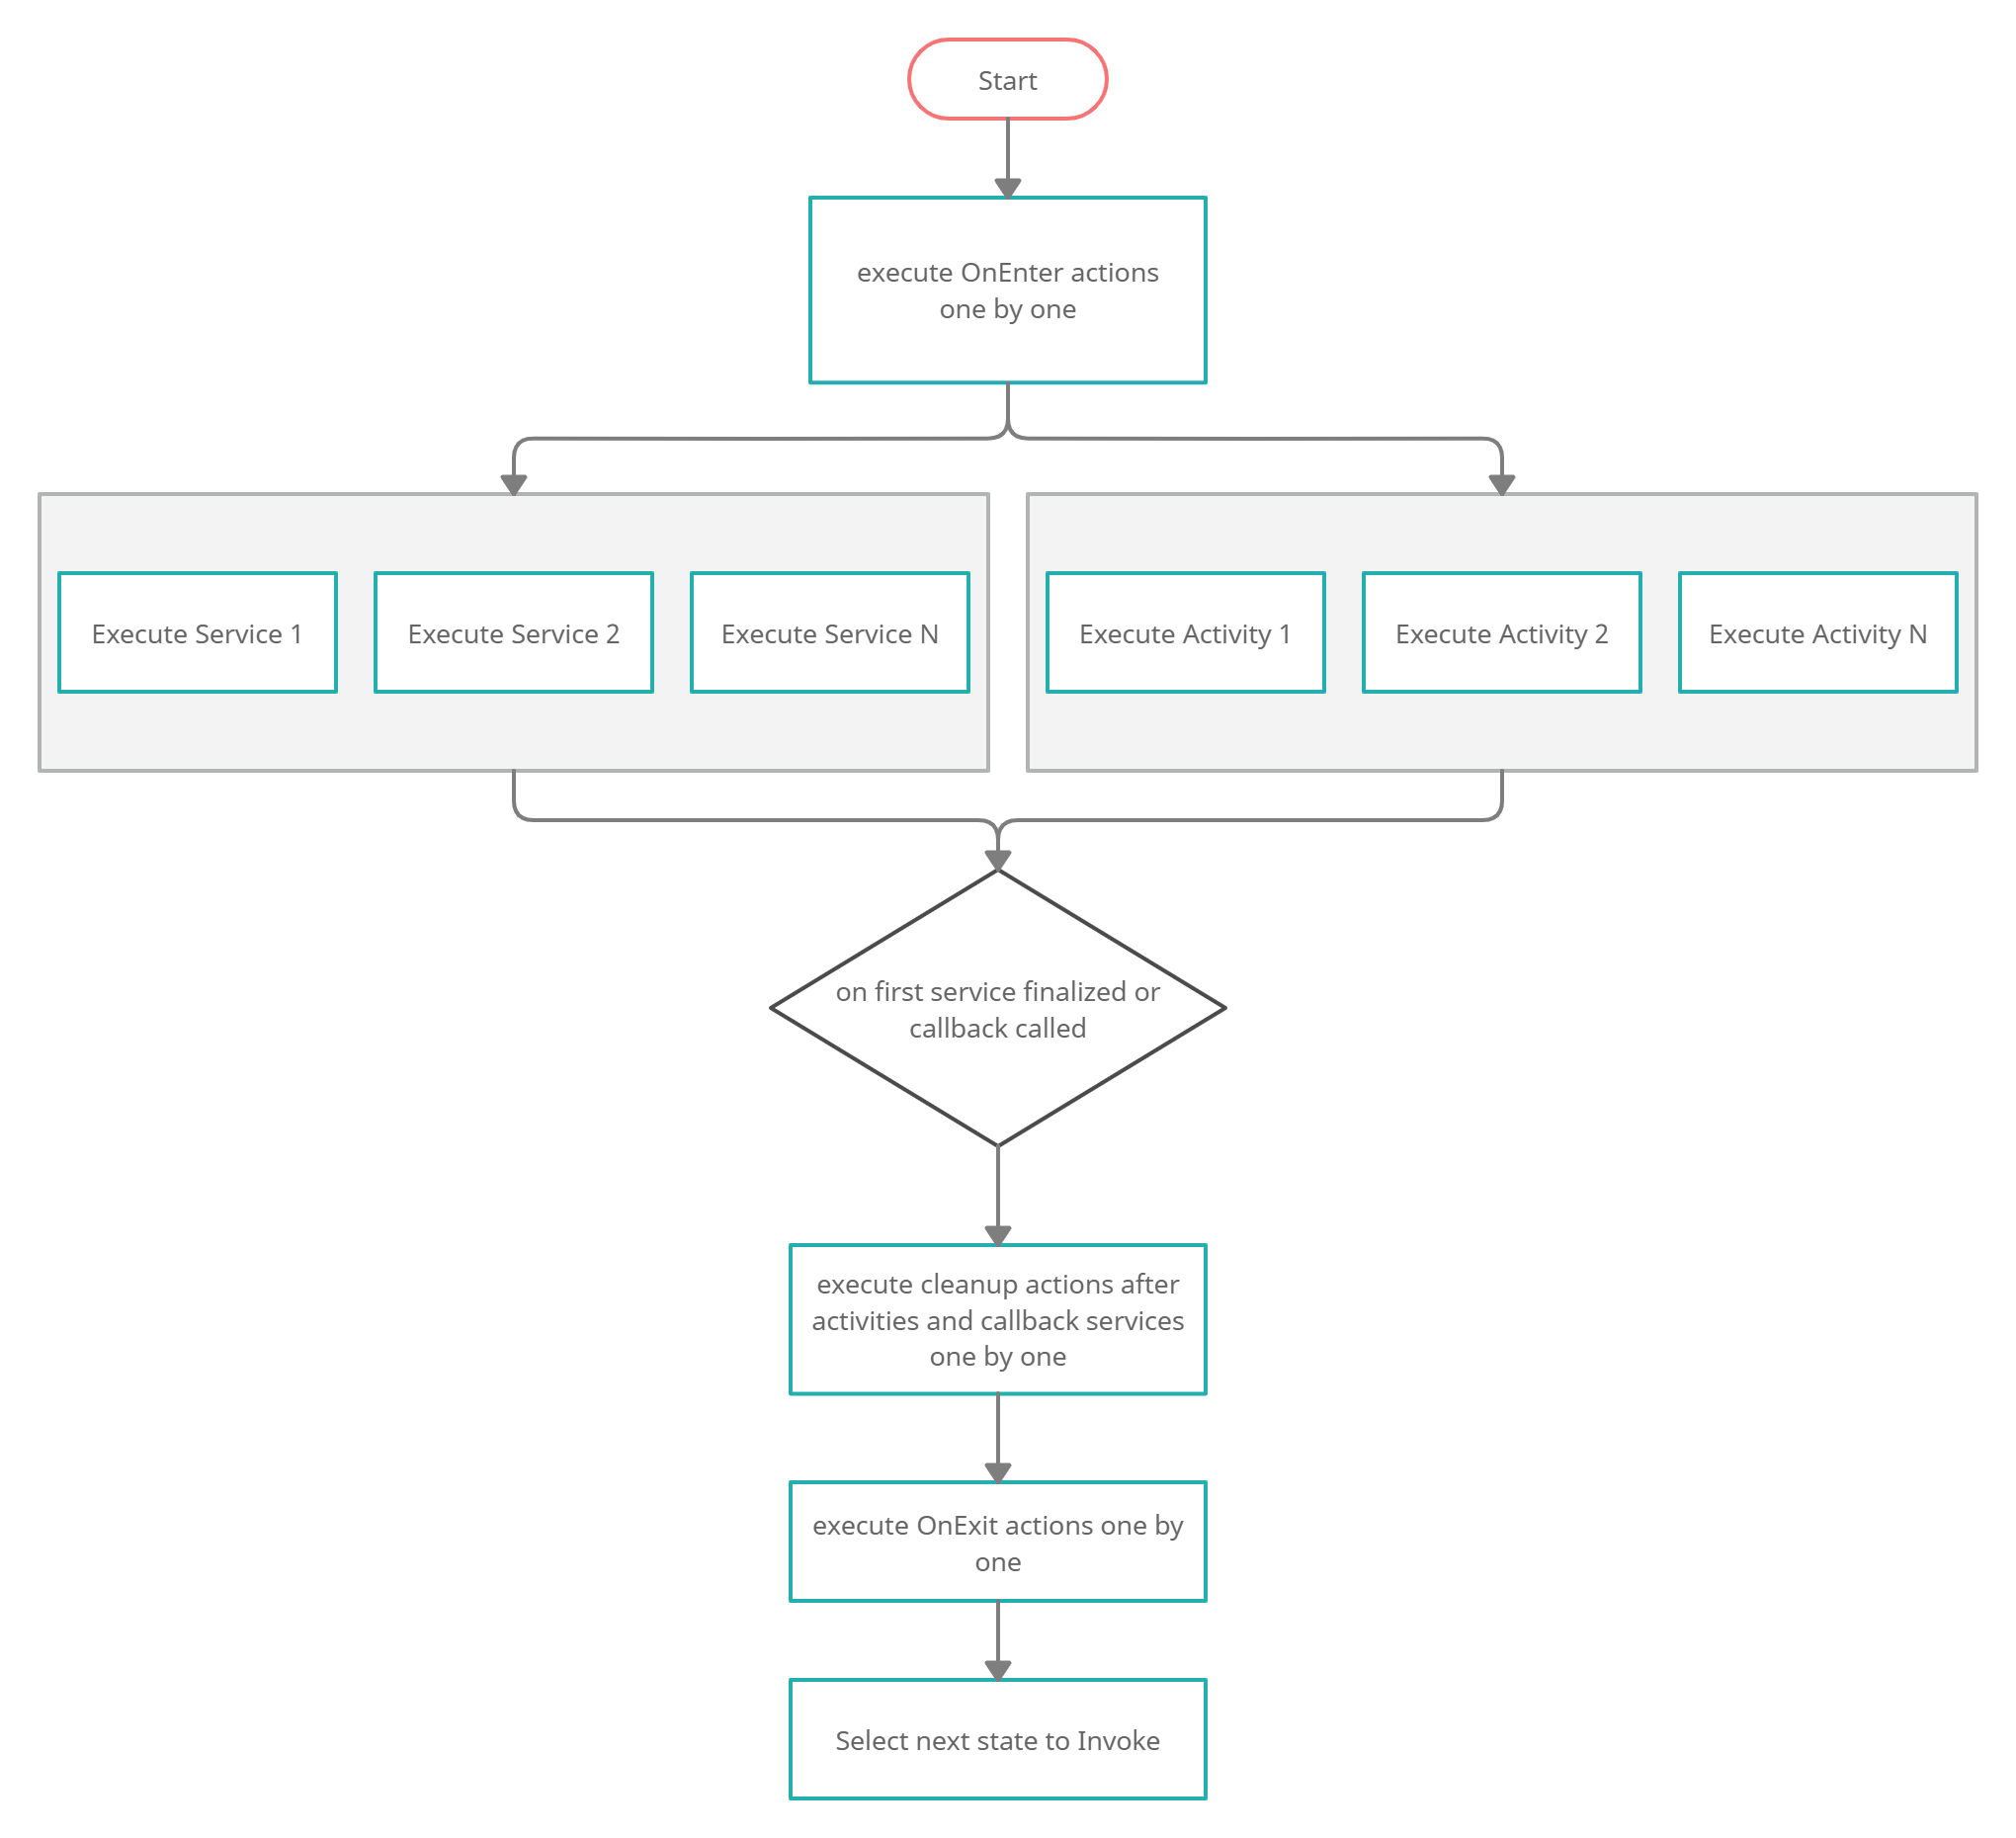 Start
execute OnEnter actions
one by one
Execute Service 1
Execute Service 2
Execute Service N
Execute Activity 1
Execute Activity 2
Execute Activity N
on first service finalized or
callback called
execute cleanup actions after
activities and callback services
one by one
execute OnExit actions one by
one
Select next state to Invoke